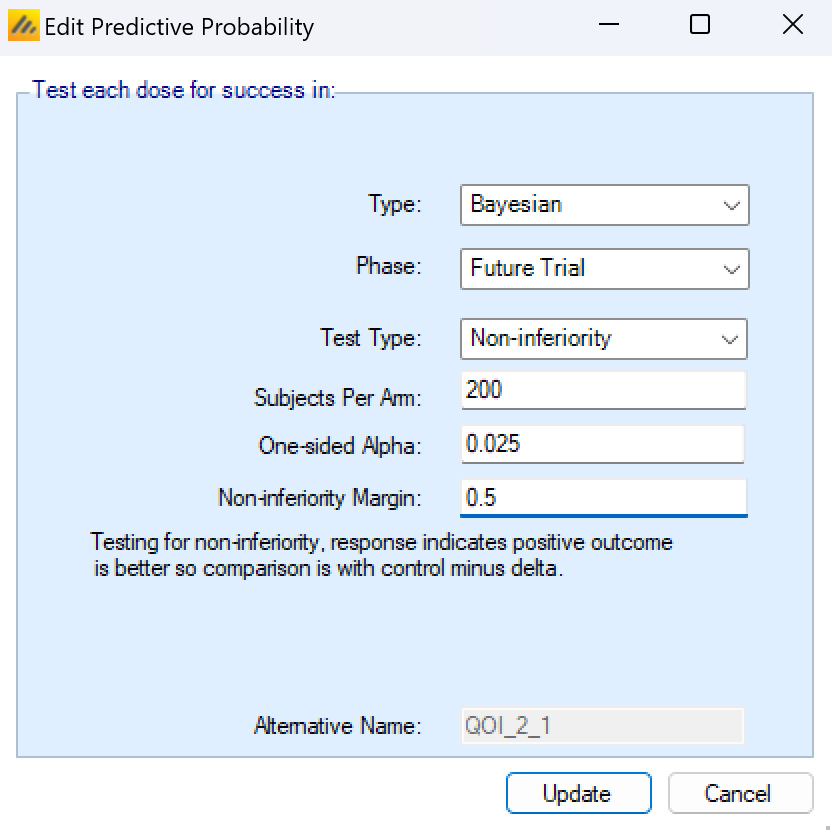 Edit Predictive Probability
Test each dose for success in:
Type: Bayesian
Phase: Future Trial
Test Type: Non-inferiority
Subjects Per Arm: 200
One-sided Alpha: 0.025
Non-inferiority Margin: 0.5
Testing for non-inferiority, response indicates positive outcome
is better so comparison is with control minus delta.
Alternative Name: QOI_2_1
Update Cancel